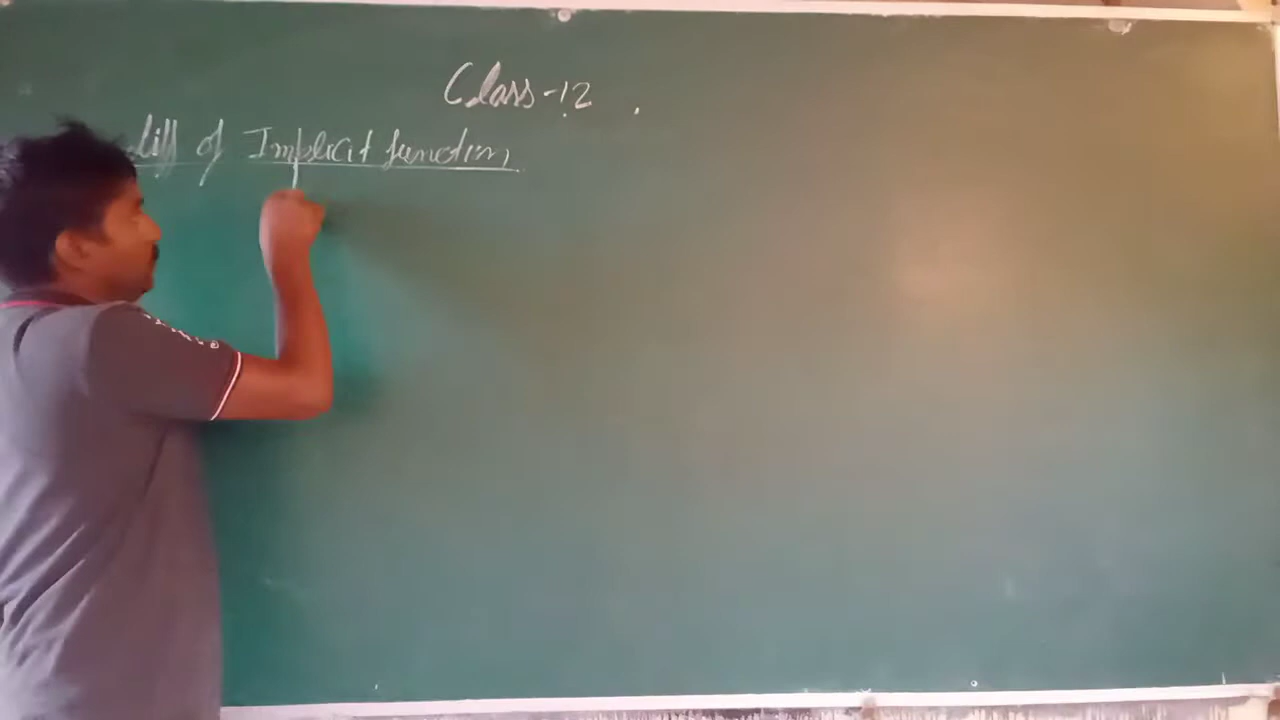 Class-12
diff of Implicit function